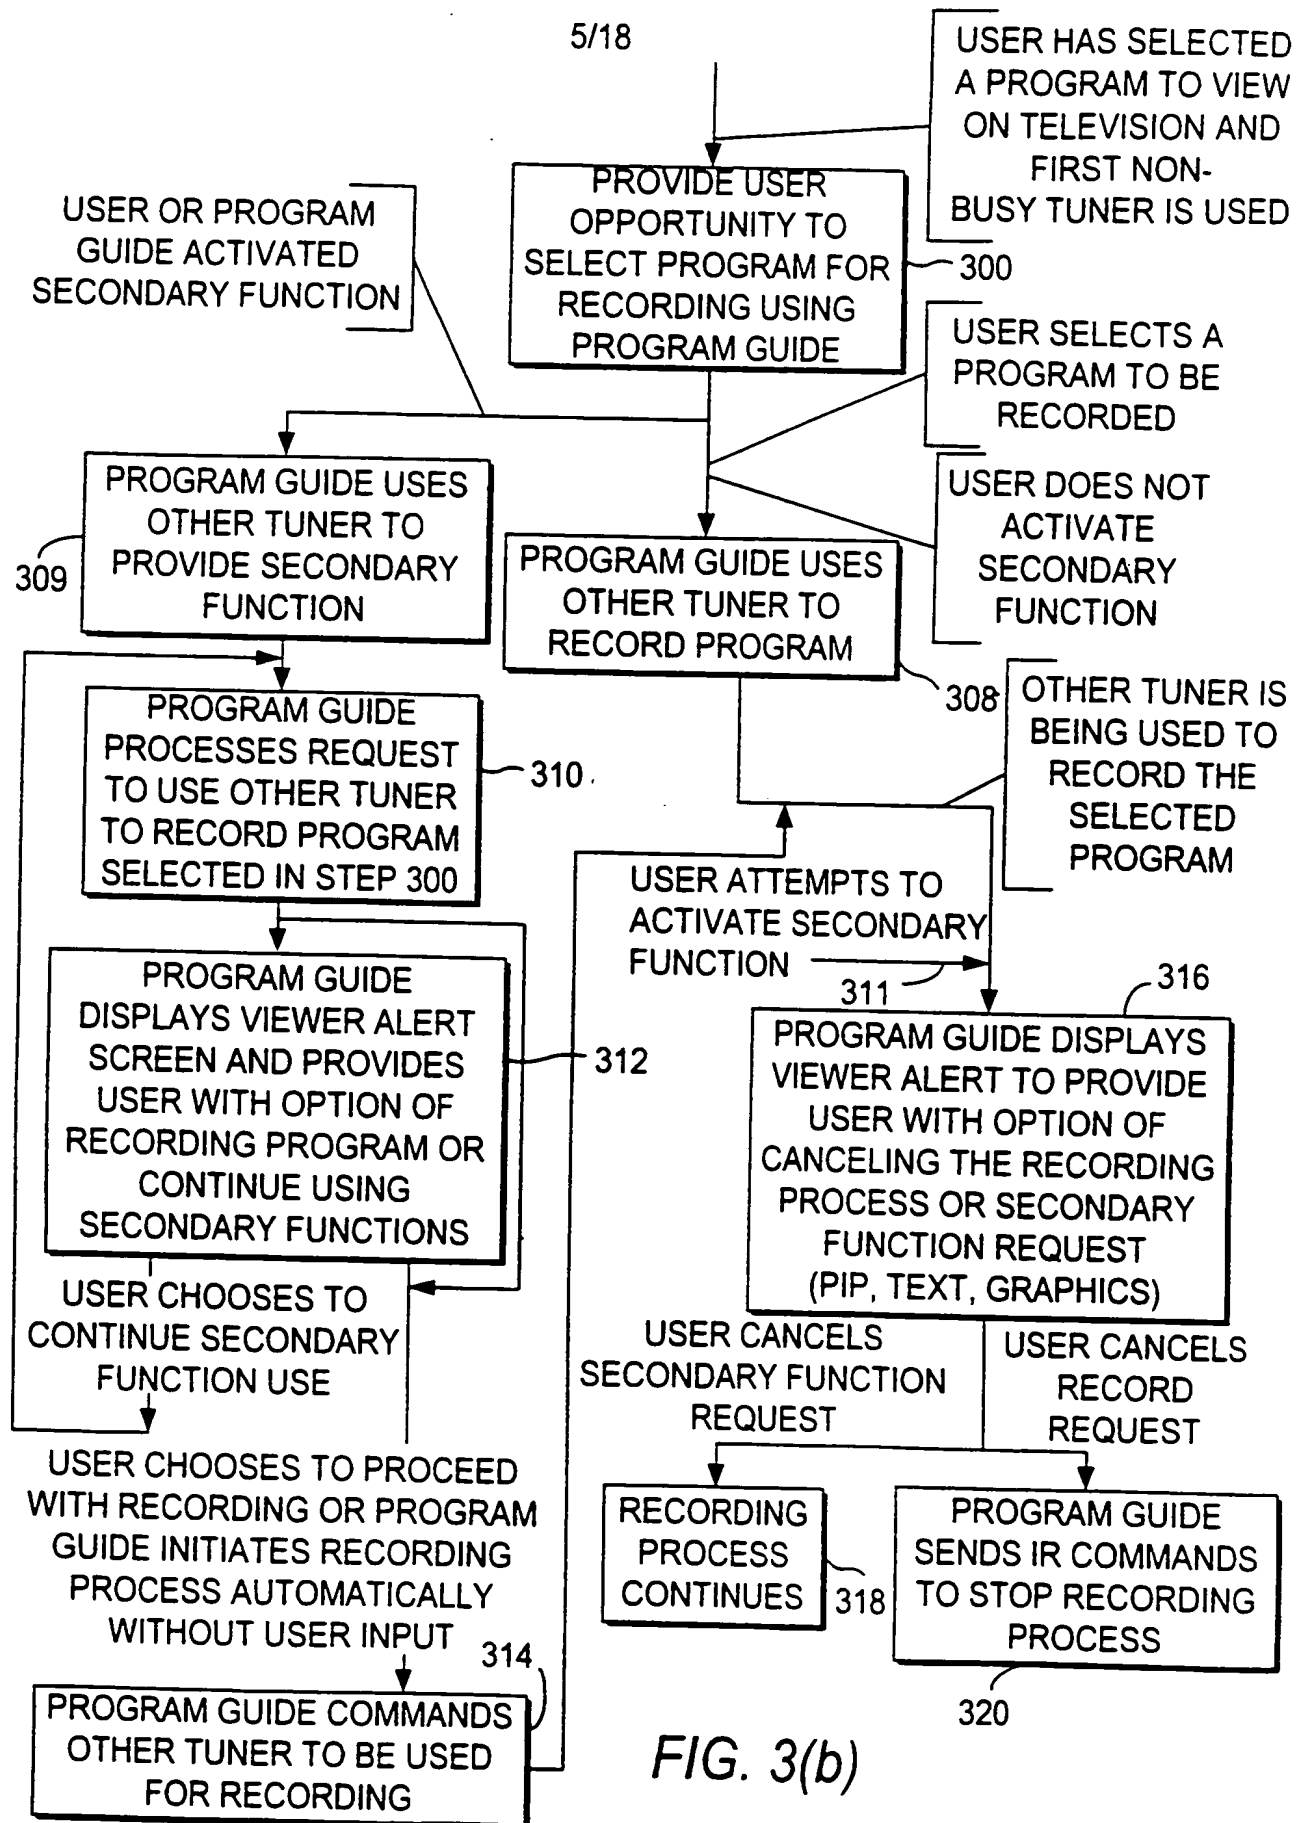 5/18
USER HAS SELECTED
A PROGRAM TO VIEW
ON TELEVISION AND
FIRST NON-
BUSY TUNER IS USED
PROVIDE USER
OPPORTUNITY TO
SELECT PROGRAM FOR
RECORDING USING
PROGRAM GUIDE
300
USER OR PROGRAM
GUIDE ACTIVATED
SECONDARY FUNCTION
USER SELECTS A
PROGRAM TO BE
RECORDED
USER DOES NOT
ACTIVATE
SECONDARY
FUNCTION
PROGRAM GUIDE USES
OTHER TUNER TO
PROVIDE SECONDARY
FUNCTION
309
PROGRAM GUIDE USES
OTHER TUNER TO
RECORD PROGRAM
308
OTHER TUNER IS
BEING USED TO
RECORD THE
SELECTED
PROGRAM
PROGRAM GUIDE
PROCESSES REQUEST
TO USE OTHER TUNER
TO RECORD PROGRAM
SELECTED IN STEP 300
310
USER ATTEMPTS TO
ACTIVATE SECONDARY
FUNCTION
311
PROGRAM GUIDE
DISPLAYS VIEWER ALERT
SCREEN AND PROVIDES
USER WITH OPTION OF
RECORDING PROGRAM OR
CONTINUE USING
SECONDARY FUNCTIONS
312
316
PROGRAM GUIDE DISPLAYS
VIEWER ALERT TO PROVIDE
USER WITH OPTION OF
CANCELING THE RECORDING
PROCESS OR SECONDARY
FUNCTION REQUEST
(PIP, TEXT, GRAPHICS)
USER CHOOSES TO
CONTINUE SECONDARY
FUNCTION USE
USER CANCELS
SECONDARY FUNCTION
REQUEST
USER CANCELS
RECORD
REQUEST
USER CHOOSES TO PROCEED
WITH RECORDING OR PROGRAM
GUIDE INITIATES RECORDING
PROCESS AUTOMATICALLY
WITHOUT USER INPUT
RECORDING
PROCESS
CONTINUES
318
PROGRAM GUIDE
SENDS IR COMMANDS
TO STOP RECORDING
PROCESS
320
314
PROGRAM GUIDE COMMANDS
OTHER TUNER TO BE USED
FOR RECORDING
FIG. 3(b)